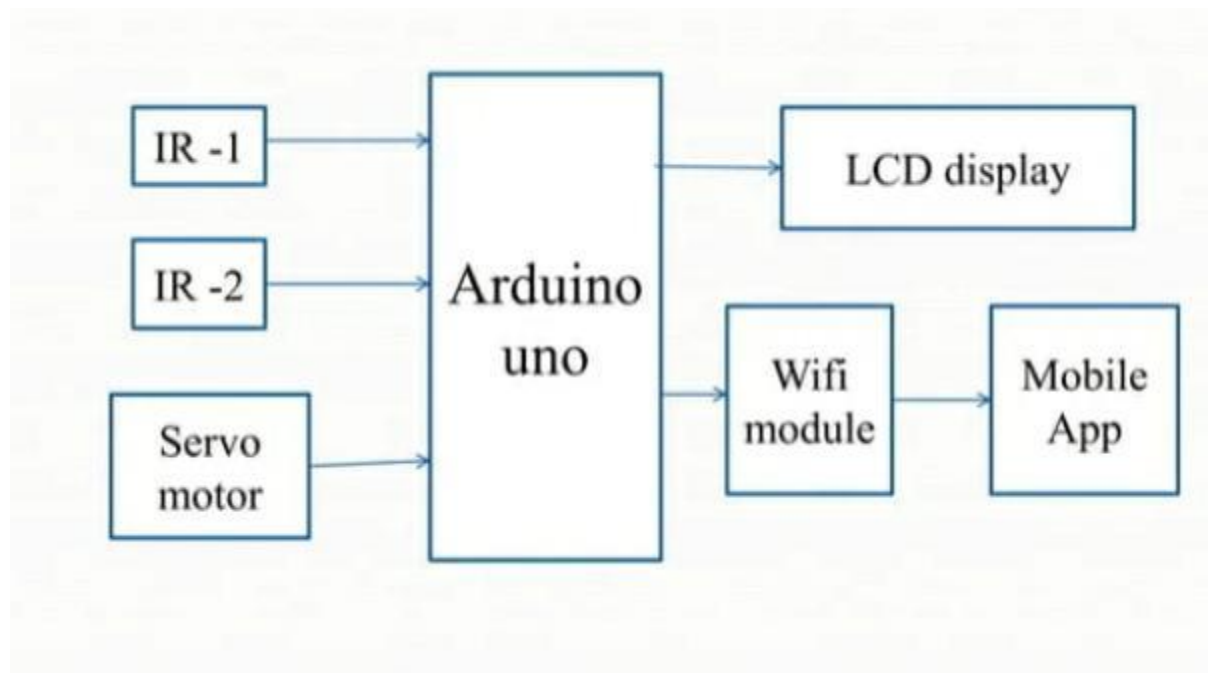 IR -1
IR -2
Servo
motor
Arduino
uno
LCD display
Wifi
module
Mobile
App